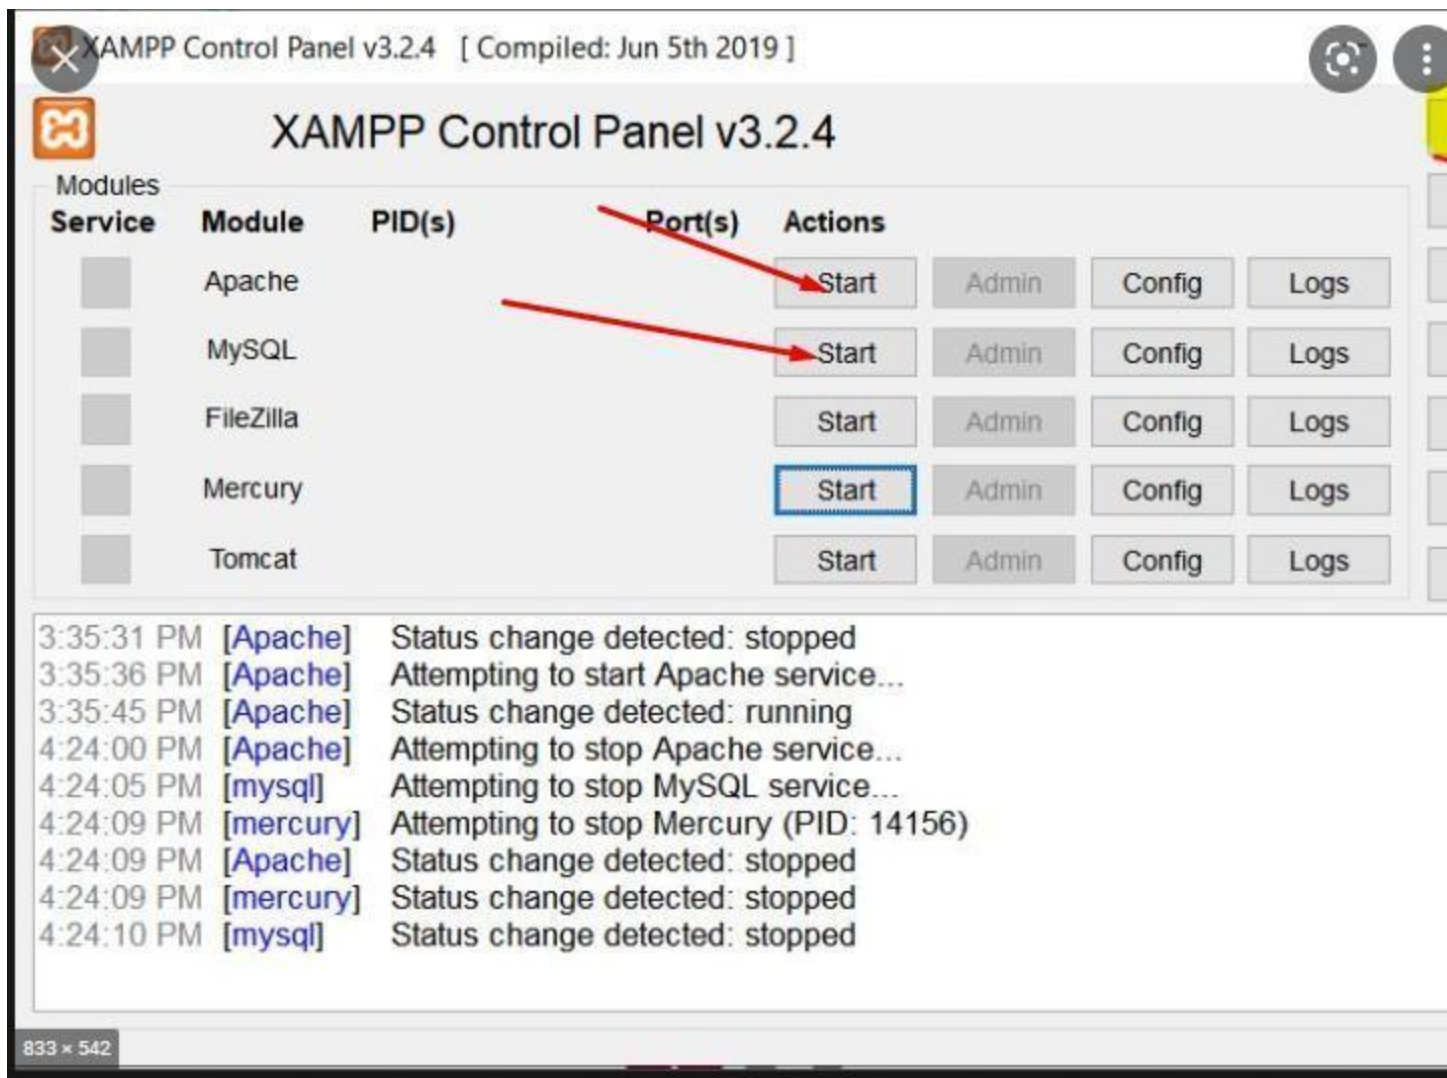 XAMPP Control Panel v3.2.4 [ Compiled: Jun 5th 2019 ]
XAMPP Control Panel v3.2.4
Modules
Service Module PID(s) Port(s) Actions
Apache Start Admin Config Logs
MySQL Start Admin Config Logs
FileZilla Start Admin Config Logs
Mercury Start Admin Config Logs
Tomcat Start Admin Config Logs
3:35:31 PM [Apache] Status change detected: stopped
3:35:36 PM [Apache] Attempting to start Apache service...
3:35:45 PM [Apache] Status change detected: running
4:24:00 PM [Apache] Attempting to stop Apache service...
4:24:05 PM [mysql] Attempting to stop MySQL service...
4:24:09 PM [mercury] Attempting to stop Mercury (PID: 14156)
4:24:09 PM [Apache] Status change detected: stopped
4:24:09 PM [mercury] Status change detected: stopped
4:24:10 PM [mysql] Status change detected: stopped
833 × 542